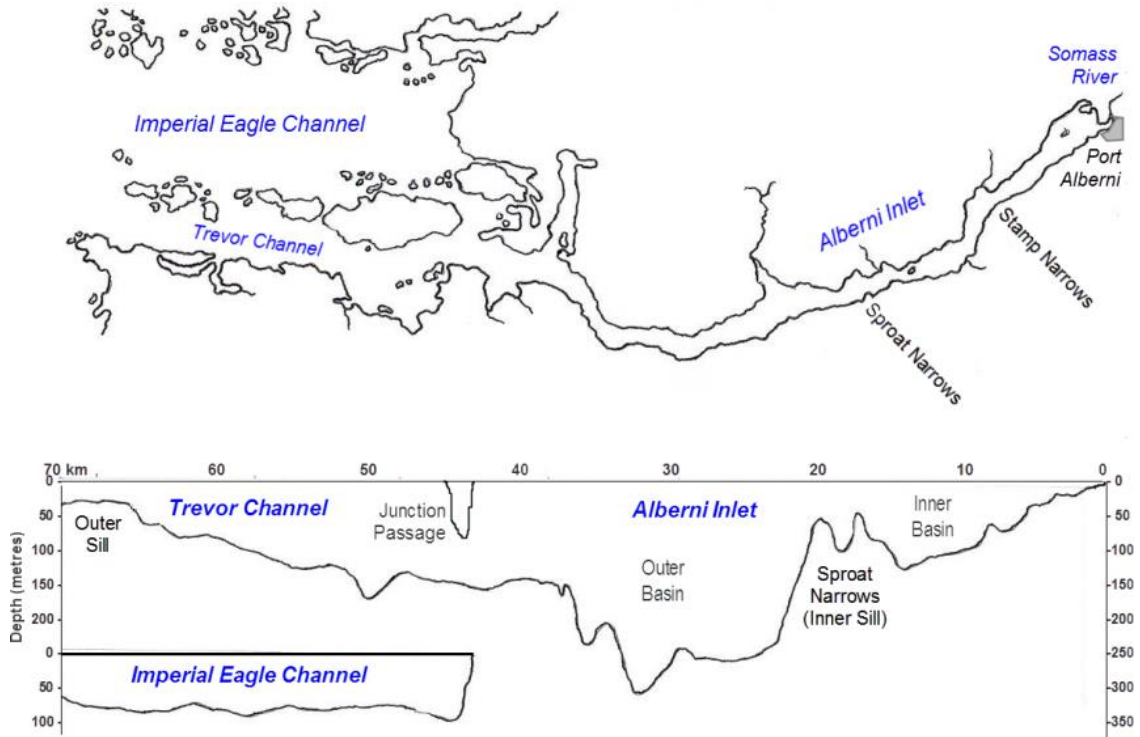 Somass
River
Imperial Eagle Channel
Port
Alberni
Alberni Inlet
Trevor Channel
Stamp Narrows
Sproat Narrows
70 km 60 50 40 30 20 10 0
0 0
Trevor Channel Junction Passage Alberni Inlet Inner Basin
50 50
Outer
Sill
100 100
Outer
Basin
Sproat
Narrows
(Inner Sill)
150 150
200 200
Depth (metres)
0 250
Imperial Eagle Channel
50 300
100 350